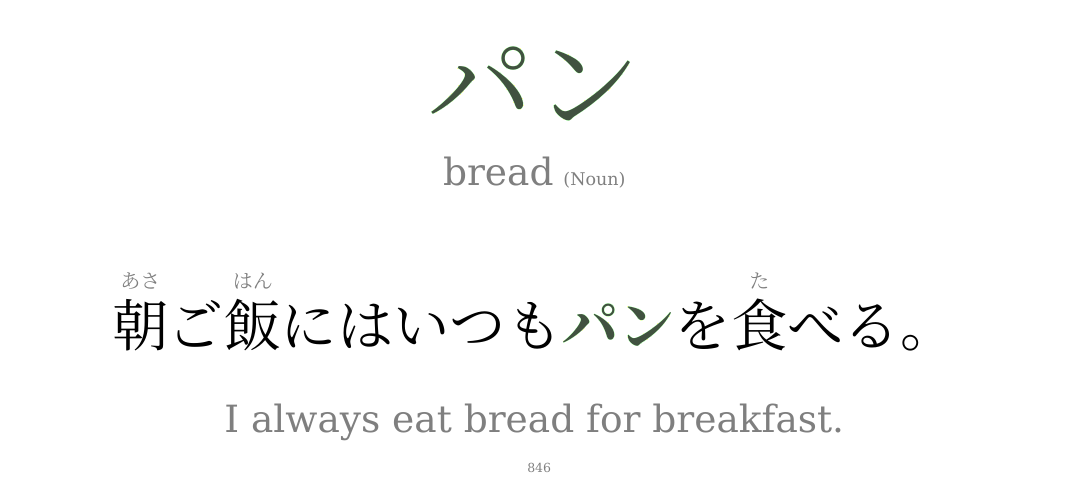 パン
bread (Noun)
あさ はん た
朝ご飯にはいつもパンを食べる。
I always eat bread for breakfast.
846